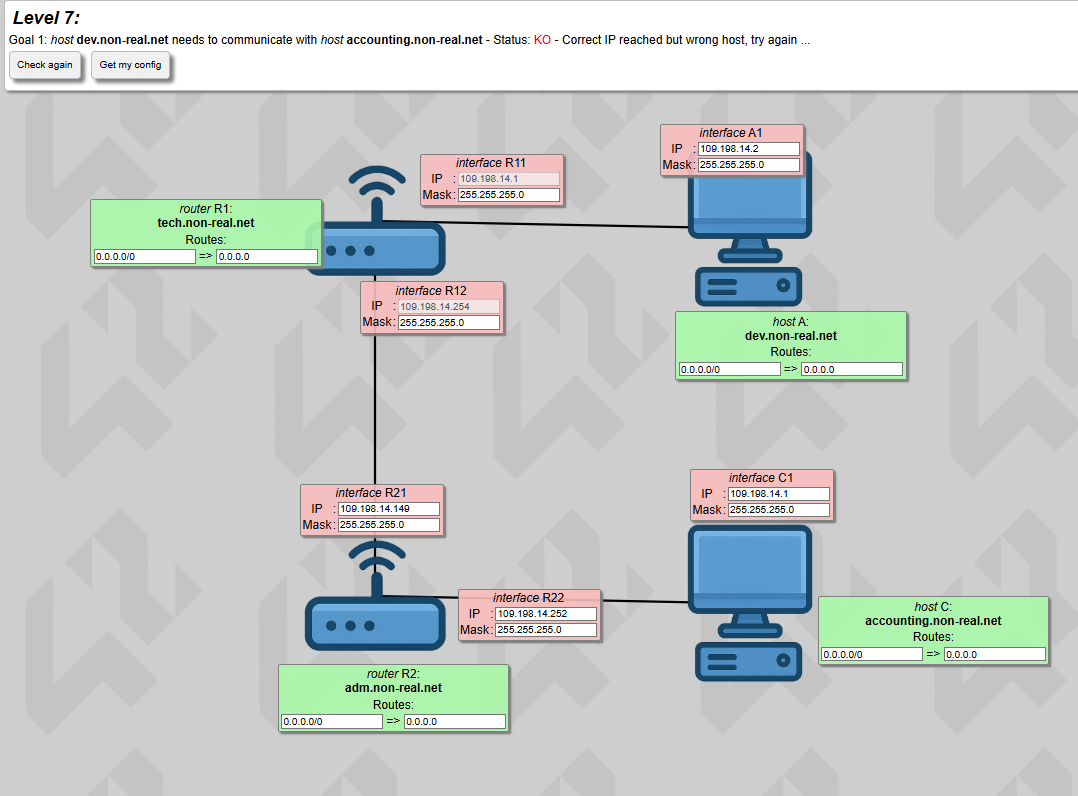 Level 7:
Goal 1: host dev.non-real.net needs to communicate with host accounting.non-real.net - Status: KO - Correct IP reached but wrong host, try again ...
Check again
Get my config
interface A1
IP : 109.198.14.2
Mask: 255.255.255.0
interface R11
IP : 109.198.14.1
Mask: 255.255.255.0
router R1:
tech.non-real.net
Routes:
0.0.0.0/0 => 0.0.0.0
interface R12
IP : 109.198.14.254
Mask: 255.255.255.0
host A:
dev.non-real.net
Routes:
0.0.0.0/0 => 0.0.0.0
interface R21
IP : 109.198.14.149
Mask: 255.255.255.0
interface C1
IP : 109.198.14.1
Mask: 255.255.255.0
interface R22
IP : 109.198.14.252
Mask: 255.255.255.0
host C:
accounting.non-real.net
Routes:
0.0.0.0/0 => 0.0.0.0
router R2:
adm.non-real.net
Routes:
0.0.0.0/0 => 0.0.0.0